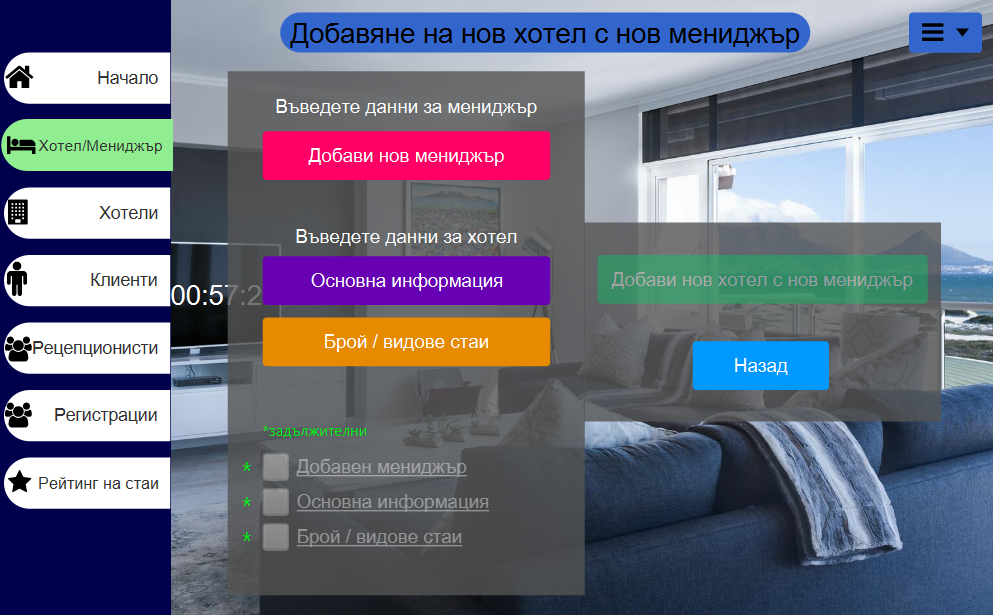 Добавяне на нов хотел с нов мениджър
Начало
Хотел/Мениджър
Хотели
Клиенти
Рецепционисти
Регистрации
Рейтинг на стаи
00:57:2
Въведете данни за мениджър
Добави нов мениджър
Въведете данни за хотел
Основна информация
Брой / видове стаи
*задължителни
* Добавен мениджър
* Основна информация
* Брой / видове стаи
Добави нов хотел с нов мениджър
Назад